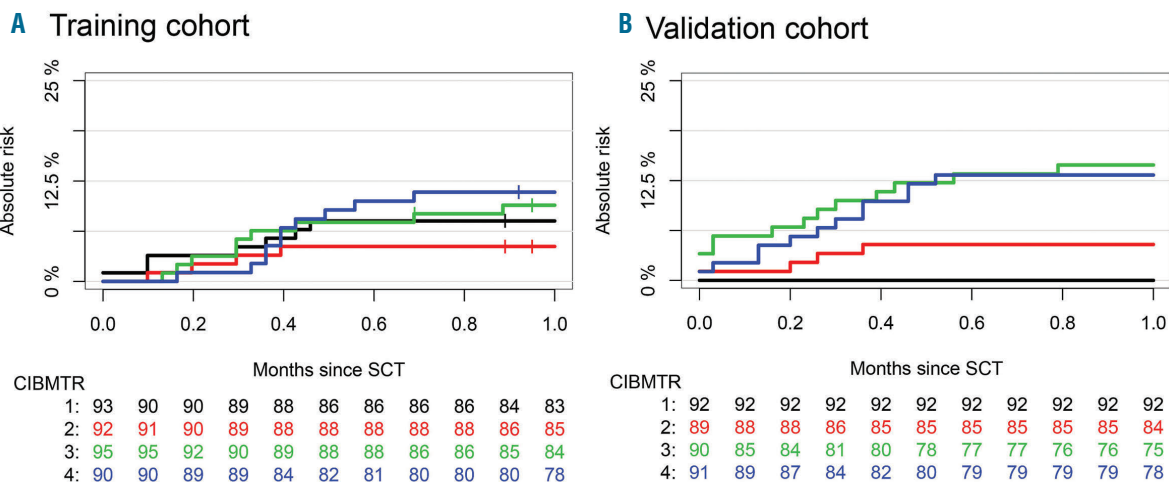 A Training cohort
B Validation cohort
25 %
12.5 %
0 %
Absolute risk
0.0 0.2 0.4 0.6 0.8 1.0
Months since SCT
CIBMTR
1: 93 90 90 89 88 86 86 86 86 84 83
2: 92 91 90 89 88 88 88 88 88 86 85
3: 95 95 92 90 89 88 88 86 86 85 84
4: 90 90 89 89 84 82 81 80 80 80 78
25 %
12.5 %
0 %
Absolute risk
0.0 0.2 0.4 0.6 0.8 1.0
Months since SCT
CIBMTR
1: 92 92 92 92 92 92 92 92 92 92 92
2: 89 88 88 86 85 85 85 85 85 85 84
3: 90 85 84 81 80 78 77 77 76 76 75
4: 91 89 87 84 82 80 79 79 79 79 78